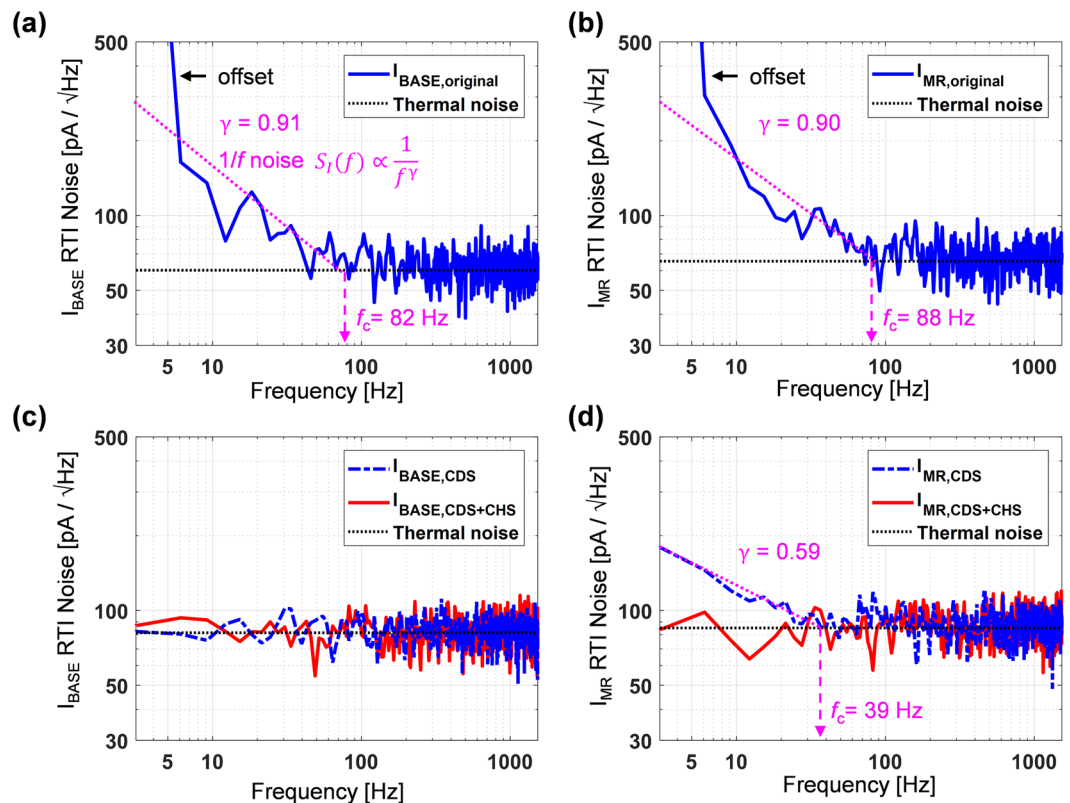 (a)
500
100
50
30
5
10
100
1000
I_BASE RTI Noise [pA / √Hz]
Frequency [Hz]
offset
I_BASE,original
Thermal noise
γ = 0.91
1/f noise S_I(f) ∝ 1/f^γ
f_c= 82 Hz
(b)
500
100
50
30
5
10
100
1000
I_MR RTI Noise [pA / √Hz]
Frequency [Hz]
offset
I_MR,original
Thermal noise
γ = 0.90
f_c= 88 Hz
(c)
500
100
50
30
5
10
100
1000
I_BASE RTI Noise [pA / √Hz]
Frequency [Hz]
I_BASE,CDS
I_BASE,CDS+CHS
Thermal noise
(d)
500
100
50
30
5
10
100
1000
I_MR RTI Noise [pA / √Hz]
Frequency [Hz]
I_MR,CDS
I_MR,CDS+CHS
Thermal noise
γ = 0.59
f_c= 39 Hz